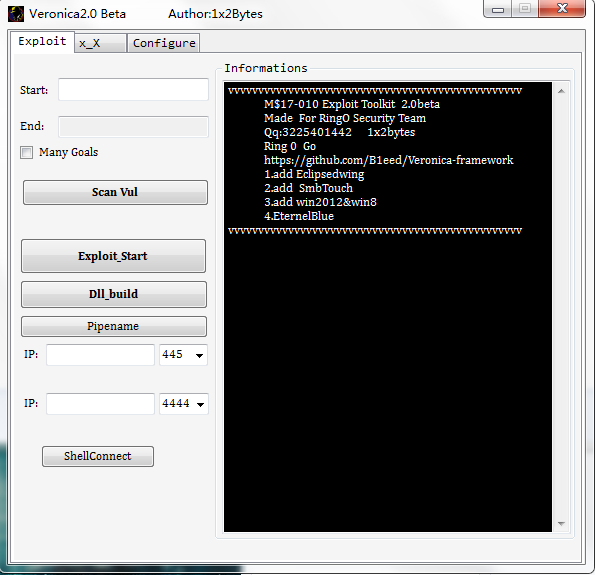 Veronica2.0 Beta Author:1x2Bytes
Exploit x_X Configure
Start:
End:
Many Goals
Scan Vul
Exploit_Start
Dll_build
Pipename
IP: 445
IP: 4444
ShellConnect
Informations
vvvvvvvvvvvvvvvvvvvvvvvvvvvvvvvvvvvvvvvvvvvvvvvvv
M$17-010 Exploit Toolkit 2.0beta
Made For RingO Security Team
Qq:3225401442 1x2bytes
Ring 0 Go
https://github.com/B1eed/Veronica-framework
1.add Eclipsedwing
2.add SmbTouch
3.add win2012&win8
4.EternelBlue
vvvvvvvvvvvvvvvvvvvvvvvvvvvvvvvvvvvvvvvvvvvvvvvvv